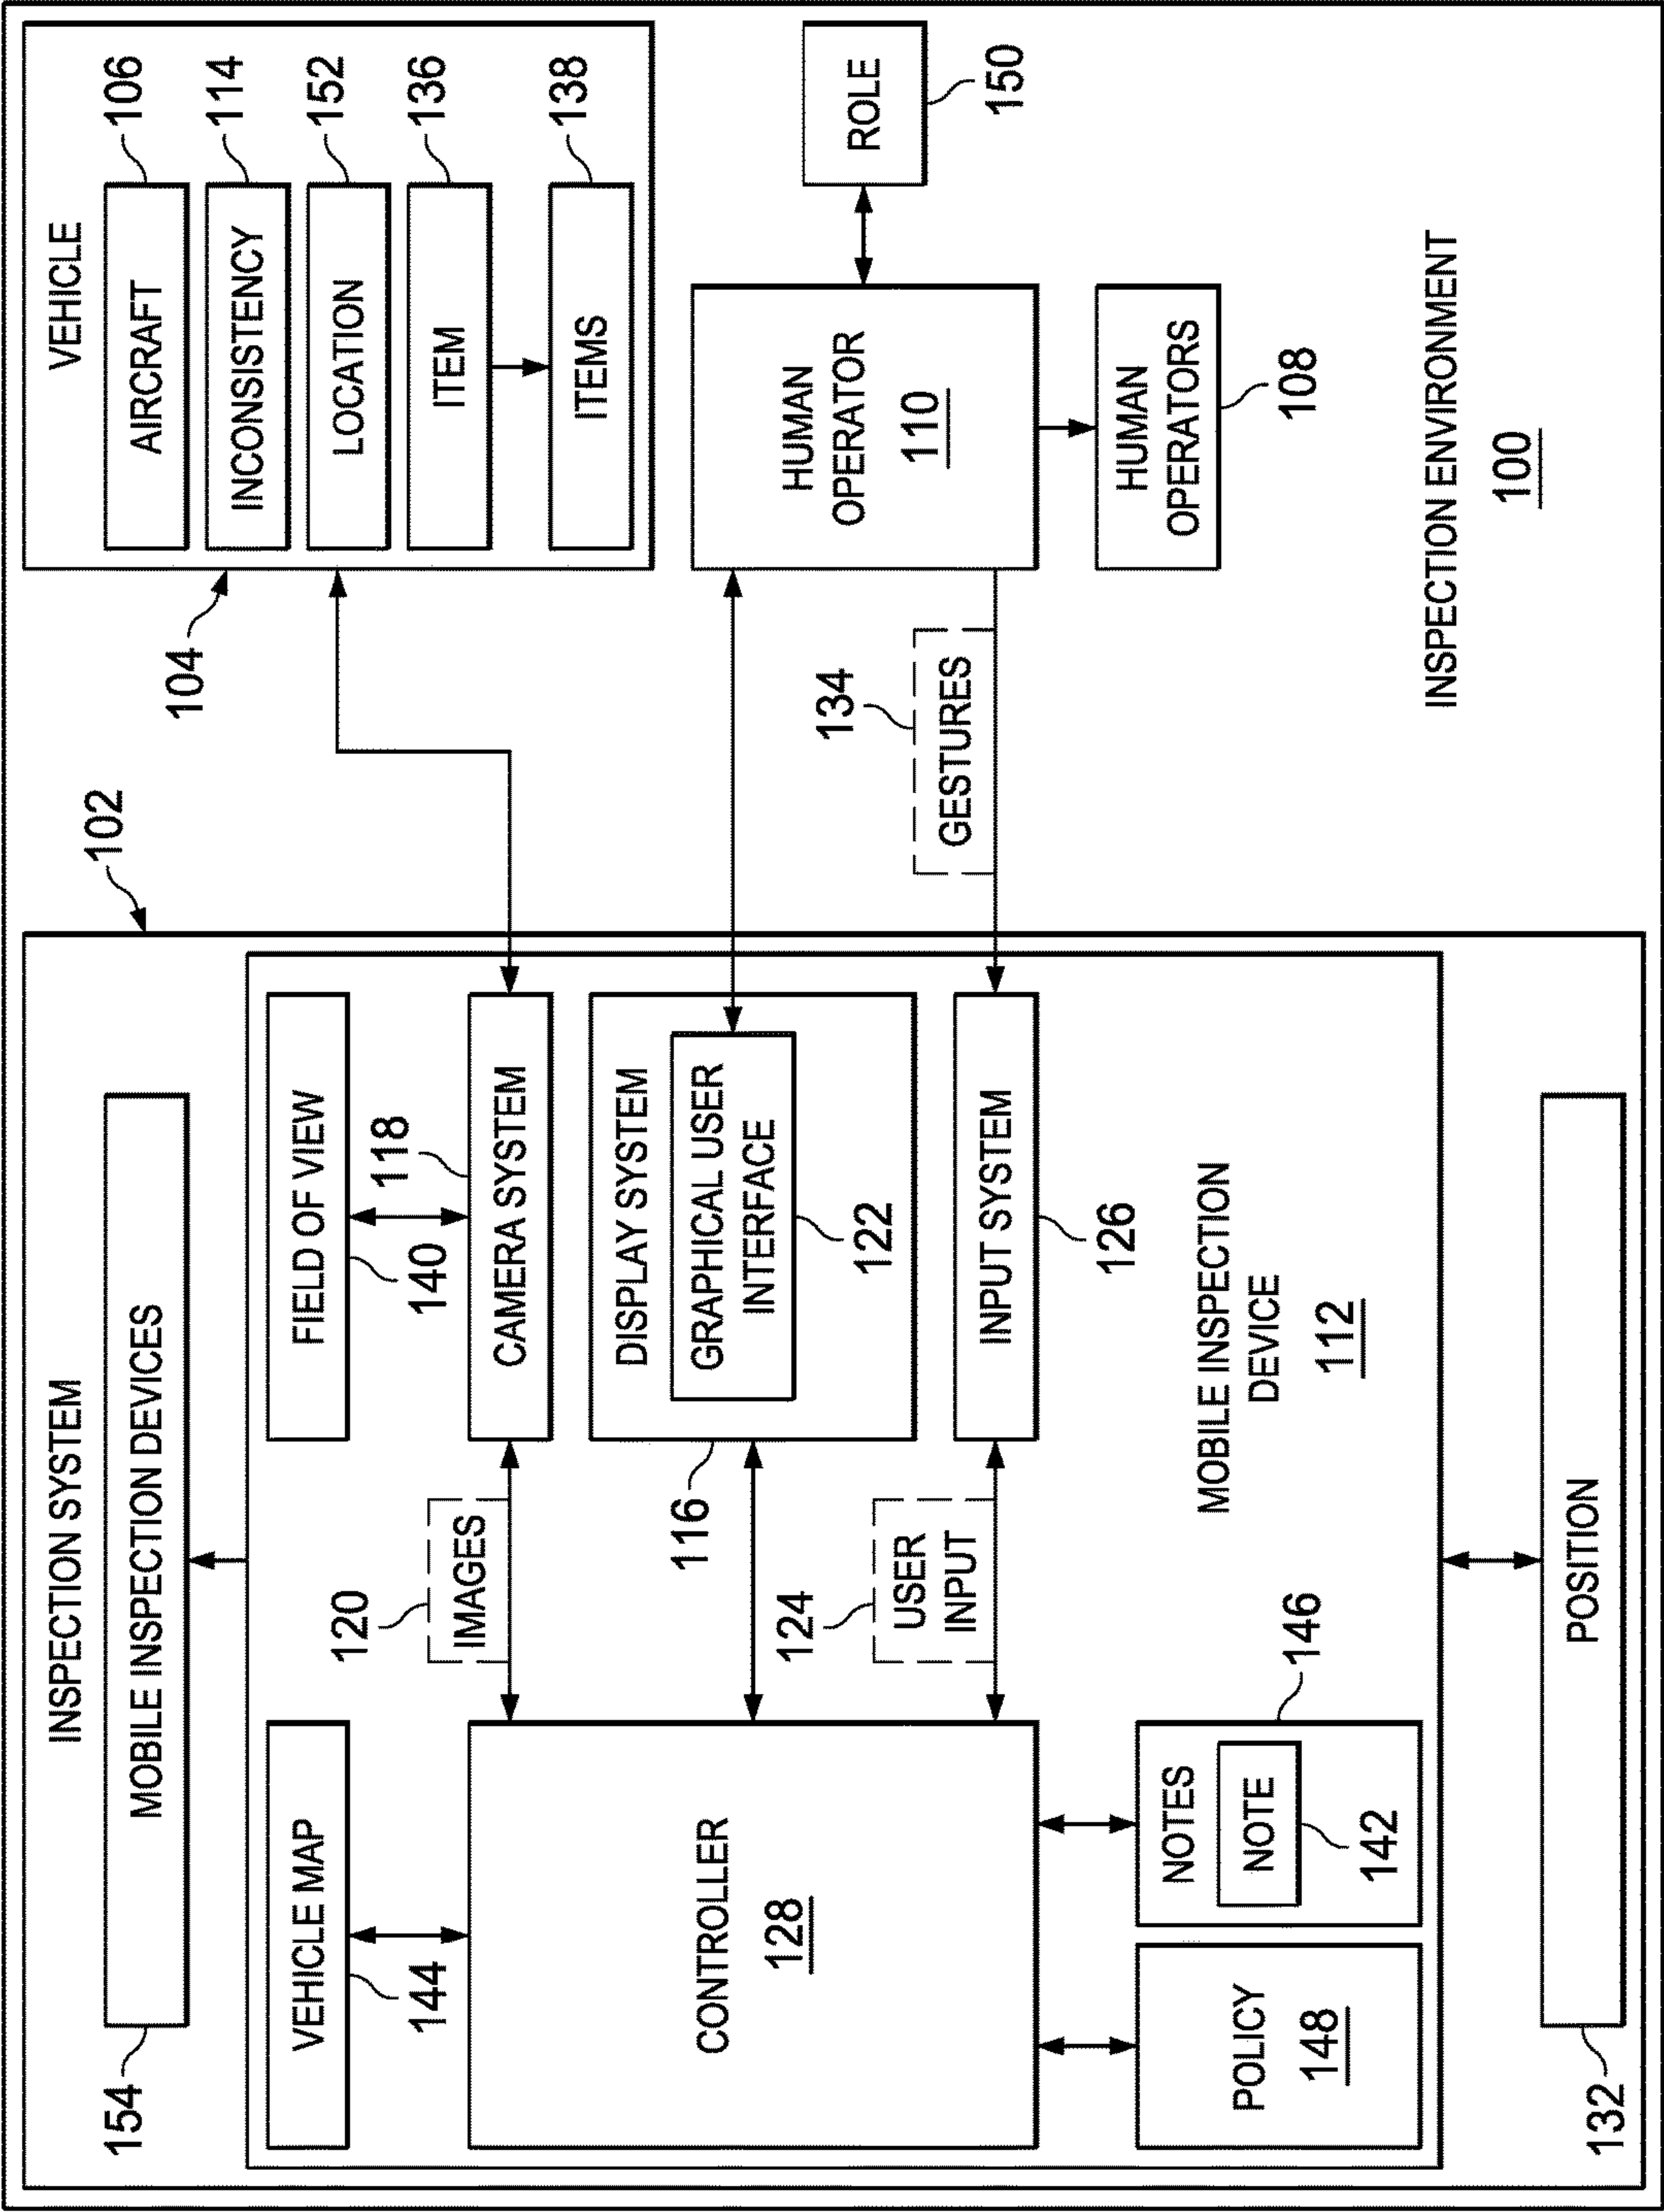 INSPECTION SYSTEM
102
154
MOBILE INSPECTION DEVICES
VEHICLE MAP
144
FIELD OF VIEW
140
118
120
IMAGES
CAMERA SYSTEM
CONTROLLER
128
116
DISPLAY SYSTEM
GRAPHICAL USER
INTERFACE
122
124
USER
INPUT
INPUT SYSTEM
126
POLICY
148
NOTES
NOTE
142
146
MOBILE INSPECTION
DEVICE
112
132
POSITION
104
VEHICLE
AIRCRAFT
106
INCONSISTENCY
114
LOCATION
152
ITEM
136
ITEMS
138
134
GESTURES
HUMAN
OPERATOR
110
ROLE
150
HUMAN
OPERATORS
108
INSPECTION ENVIRONMENT
100